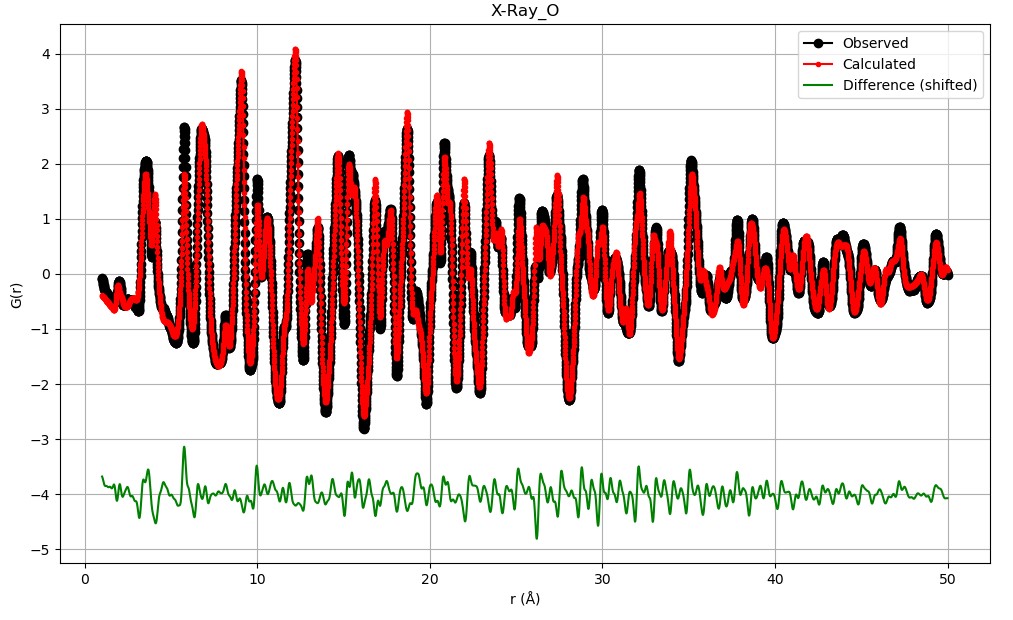 X-Ray_O
Observed
Calculated
Difference (shifted)
4
3
2
1
0
−1
−2
−3
−4
−5
G(r)
0 10 20 30 40 50
r (Å)